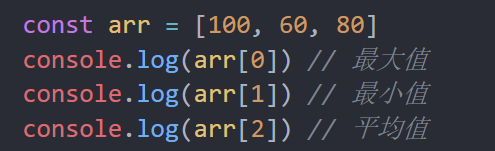 const arr = [100, 60, 80]
console.log(arr[0]) // 最大值
console.log(arr[1]) // 最小值
console.log(arr[2]) // 平均值